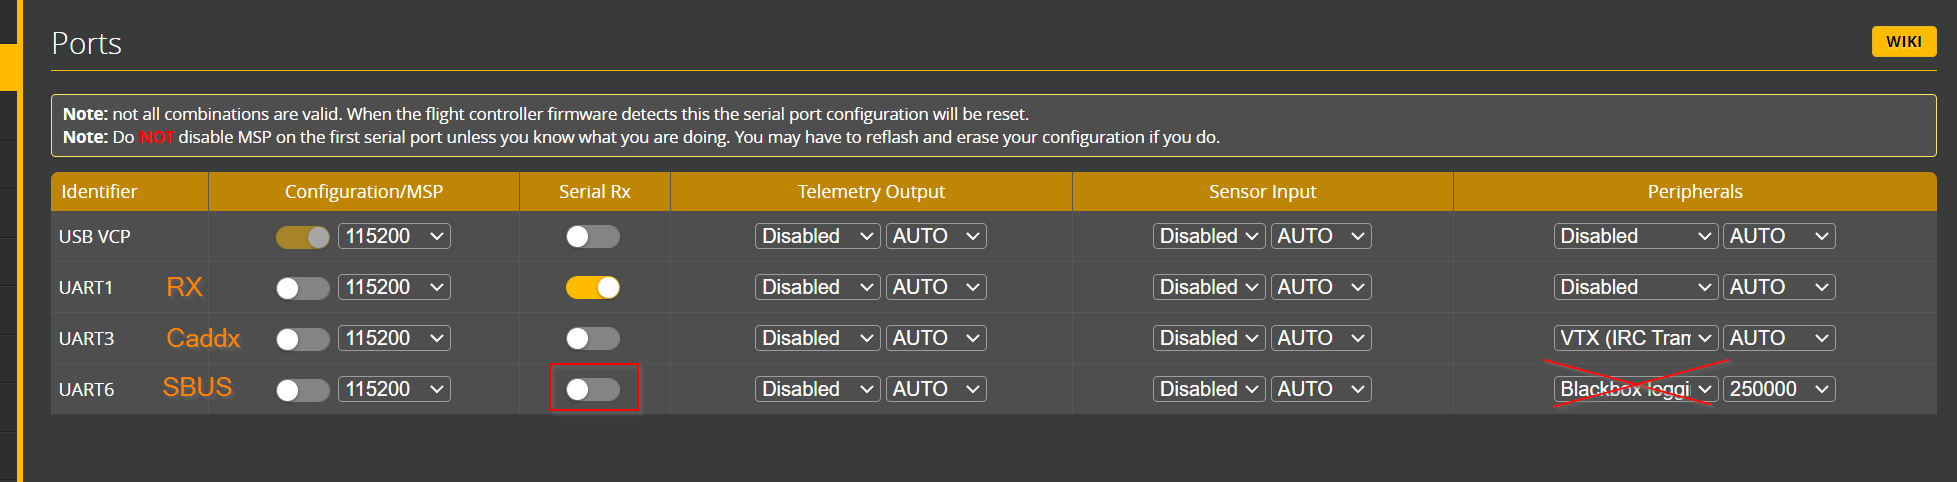 Ports
WIKI
Note: not all combinations are valid. When the flight controller firmware detects this the serial port configuration will be reset.
Note: Do NOT disable MSP on the first serial port unless you know what you are doing. You may have to reflash and erase your configuration if you do.
Identifier Configuration/MSP Serial Rx Telemetry Output Sensor Input Peripherals
USB VCP 115200 Disabled AUTO Disabled AUTO Disabled AUTO
UART1 RX 115200 Disabled AUTO Disabled AUTO Disabled AUTO
UART3 Caddx 115200 Disabled AUTO Disabled AUTO VTX (IRC Tram AUTO
UART6 SBUS 115200 Disabled AUTO Disabled AUTO Blackbox loggi 250000